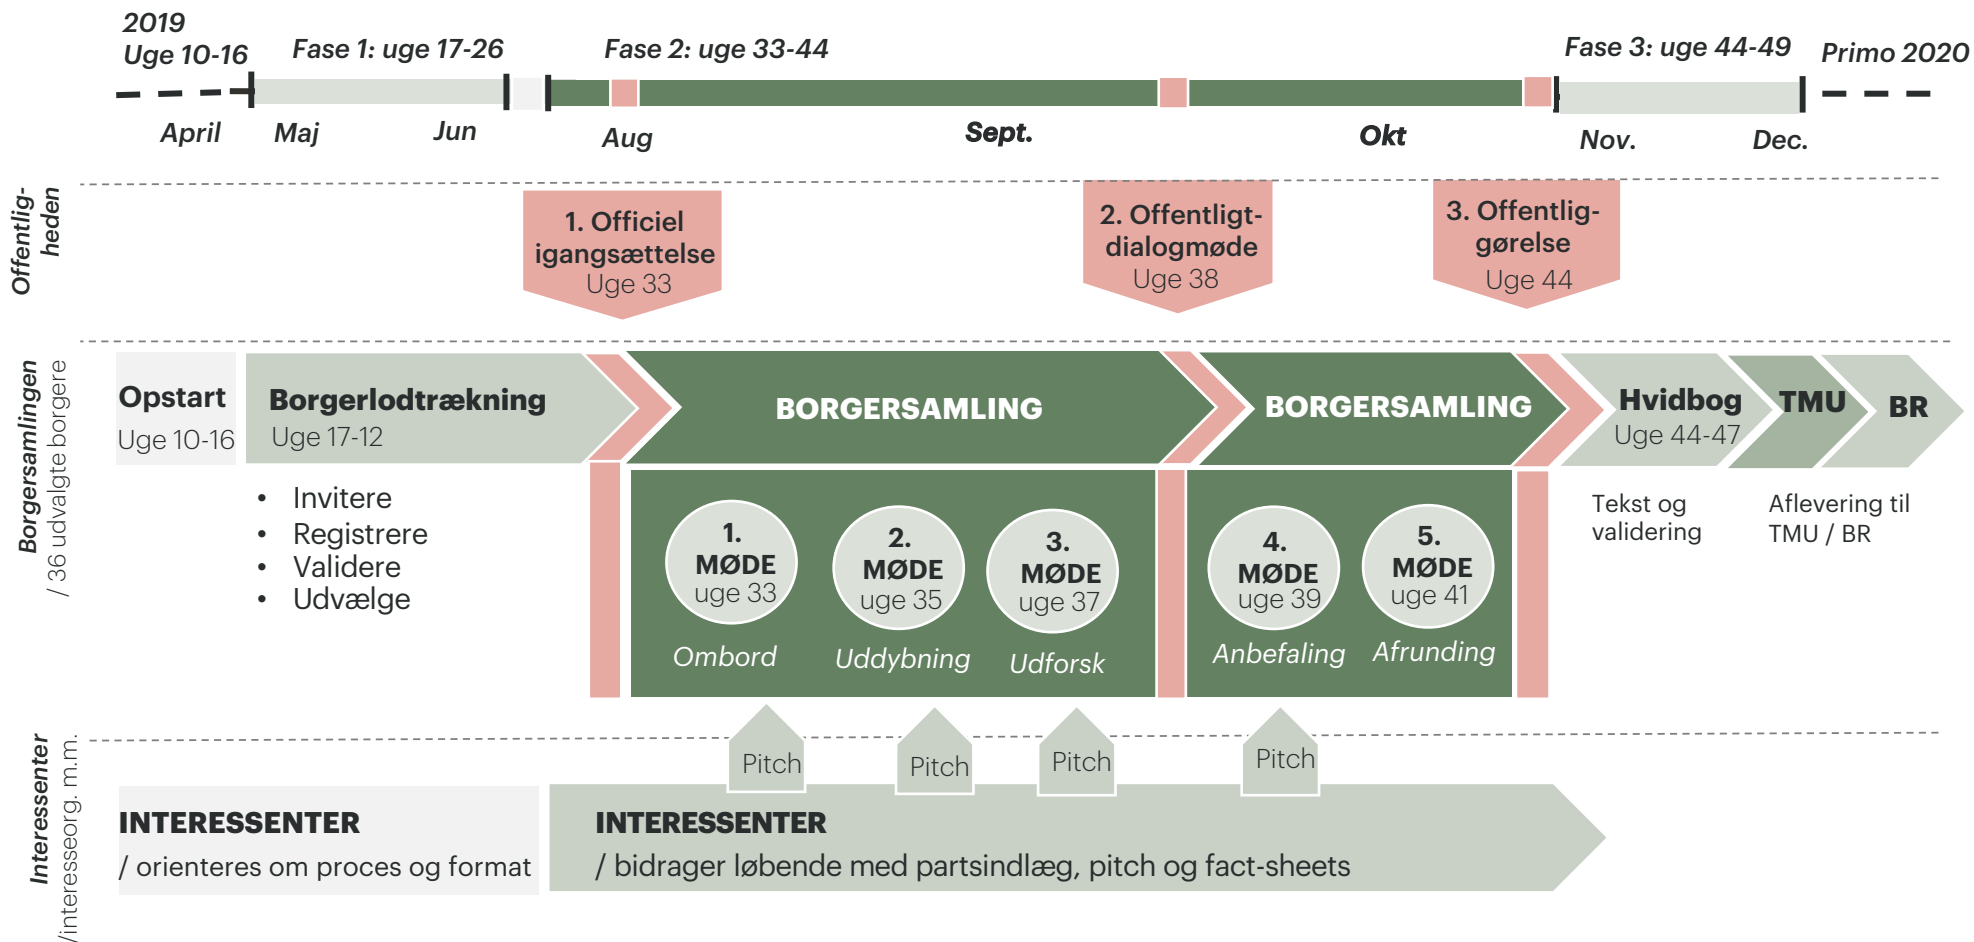 2019
Uge 10-16
Fase 1: uge 17-26
Fase 2: uge 33-44
Fase 3: uge 44-49
Primo 2020
April
Maj
Jun
Aug
Sept.
Okt
Nov.
Dec.
Offentlig-
heden
1. Officiel
igangsættelse
Uge 33
2. Offentligt-
dialogmøde
Uge 38
3. Offentlig-
gørelse
Uge 44
Borgersamlingen
/ 36 udvalgte borgere
Opstart
Uge 10-16
Borgerlodtrækning
Uge 17-12
BORGERSAMLING
BORGERSAMLING
Hvidbog
Uge 44-47
TMU
BR
• Invitere
• Registrere
• Validere
• Udvælge
1.
MØDE
uge 33
Ombord
2.
MØDE
uge 35
Uddybning
3.
MØDE
uge 37
Udforsk
4.
MØDE
uge 39
Anbefaling
5.
MØDE
uge 41
Afrunding
Tekst og
validering
Aflevering til
TMU / BR
Interessenter
/interesseorg. m.m.
Pitch
Pitch
Pitch
Pitch
INTERESSENTER
/ orienteres om proces og format
INTERESSENTER
/ bidrager løbende med partsindlæg, pitch og fact-sheets